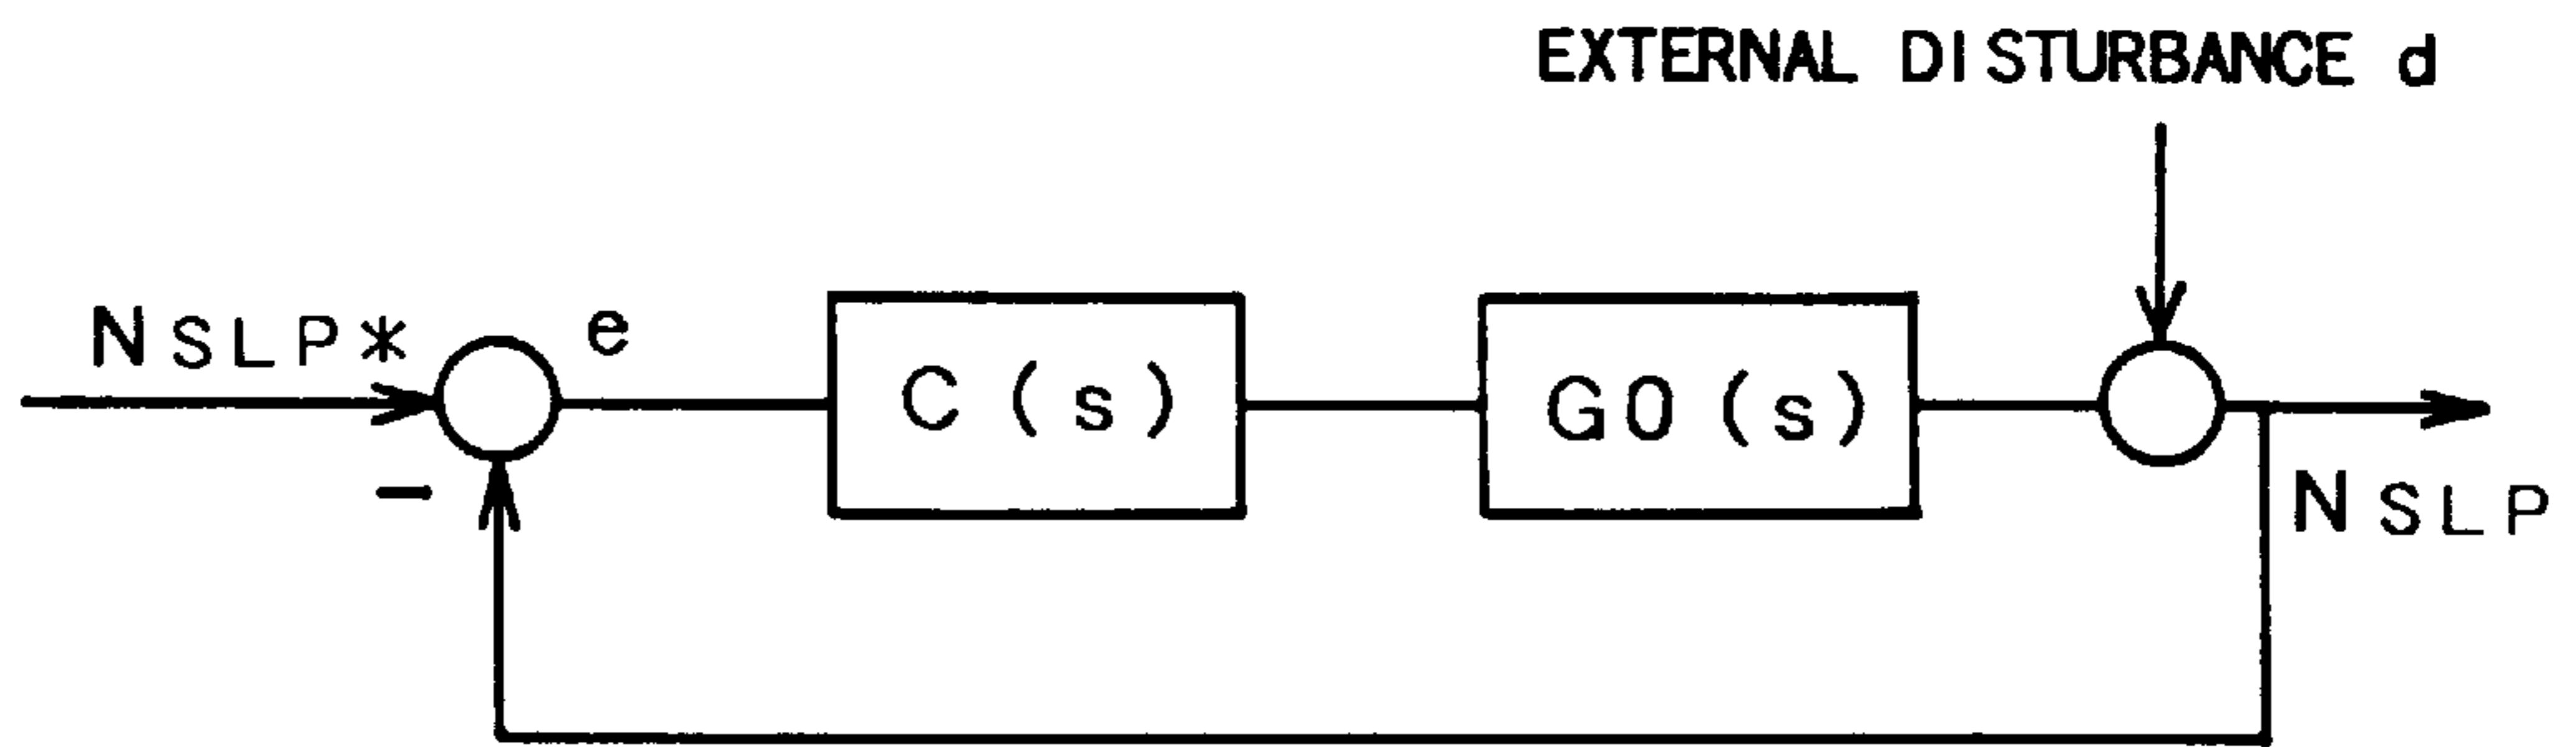 EXTERNAL DISTURBANCE d
NSLP*
e
C(s)
G0(s)
-
NSLP